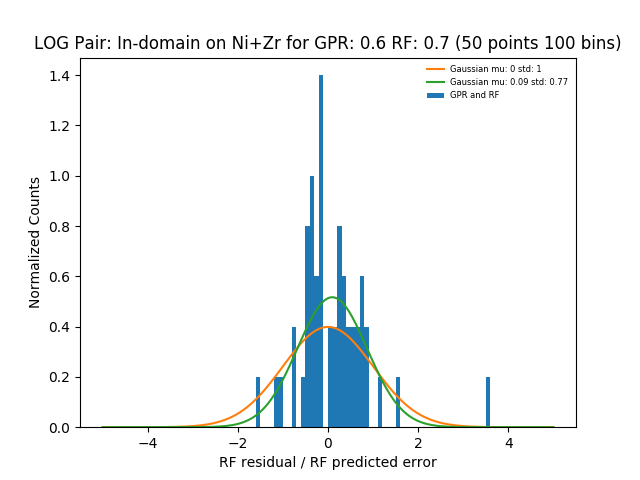 LOG Pair: In-domain on Ni+Zr for GPR: 0.6 RF: 0.7 (50 points 100 bins)
Gaussian mu: 0 std: 1
Gaussian mu: 0.09 std: 0.77
GPR and RF
Normalized Counts
1.4
1.2
1.0
0.8
0.6
0.4
0.2
0.0
−4
−2
0
2
4
RF residual / RF predicted error